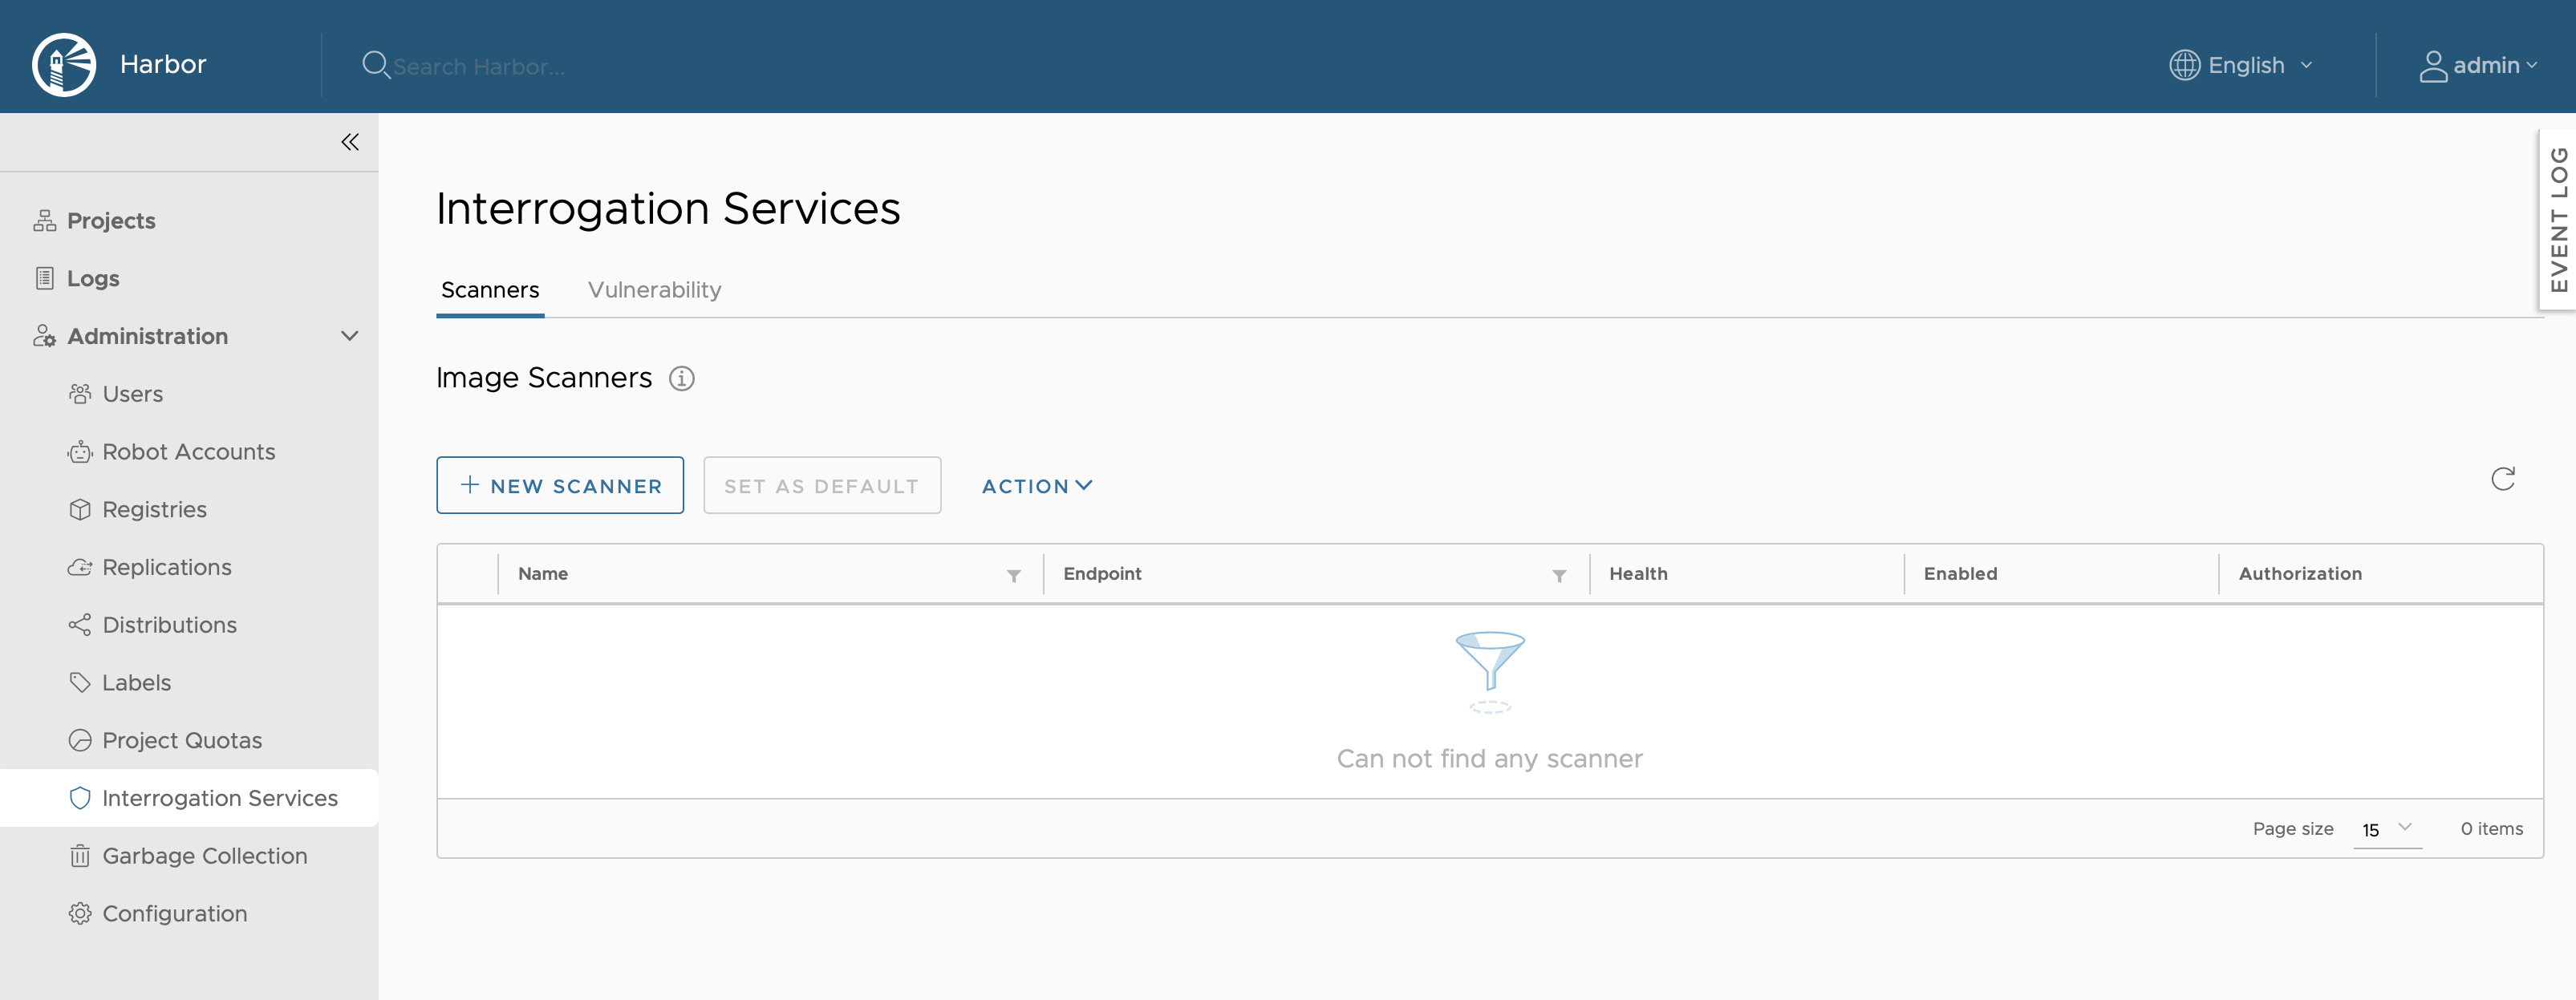 Harbor
Search Harbor...
English
admin
EVENT LOG
Projects
Logs
Administration
Users
Robot Accounts
Registries
Replications
Distributions
Labels
Project Quotas
Interrogation Services
Garbage Collection
Configuration
Interrogation Services
Scanners Vulnerability
Image Scanners
+ NEW SCANNER SET AS DEFAULT ACTION
Name Endpoint Health Enabled Authorization
Can not find any scanner
Page size 15 0 items